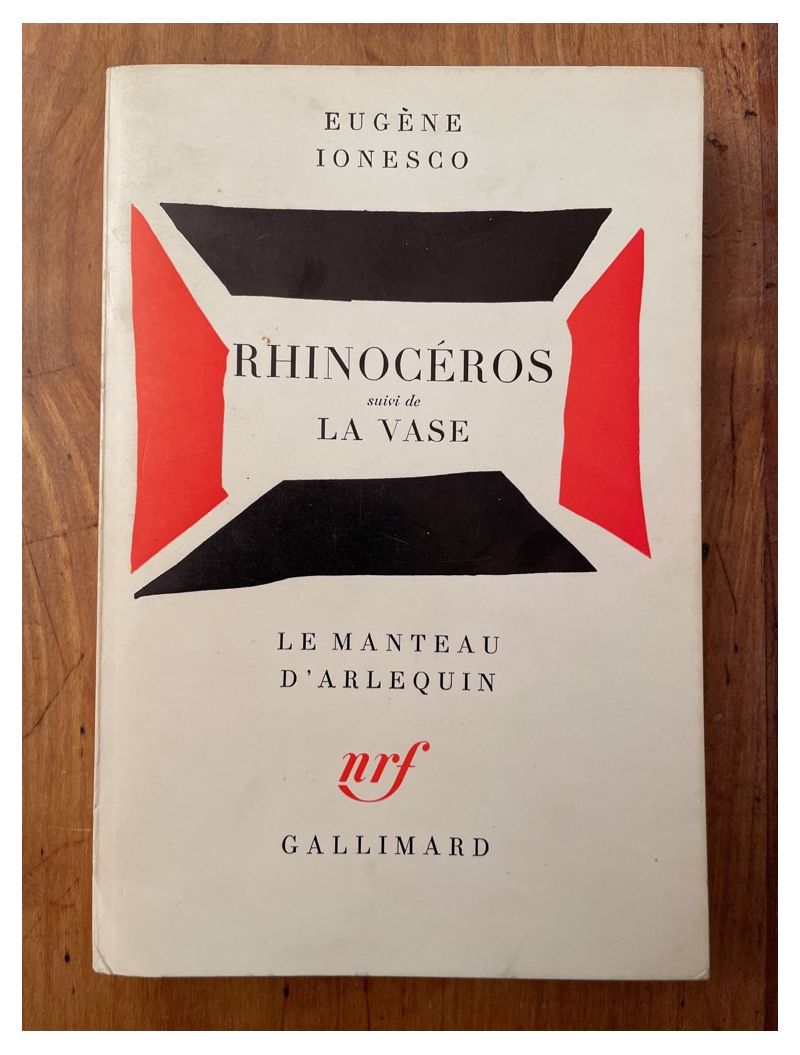 EUGÈNE
IONESCO
RHINOCÉROS
suivi de
LA VASE
LE MANTEAU
D'ARLEQUIN
nrf
GALLIMARD